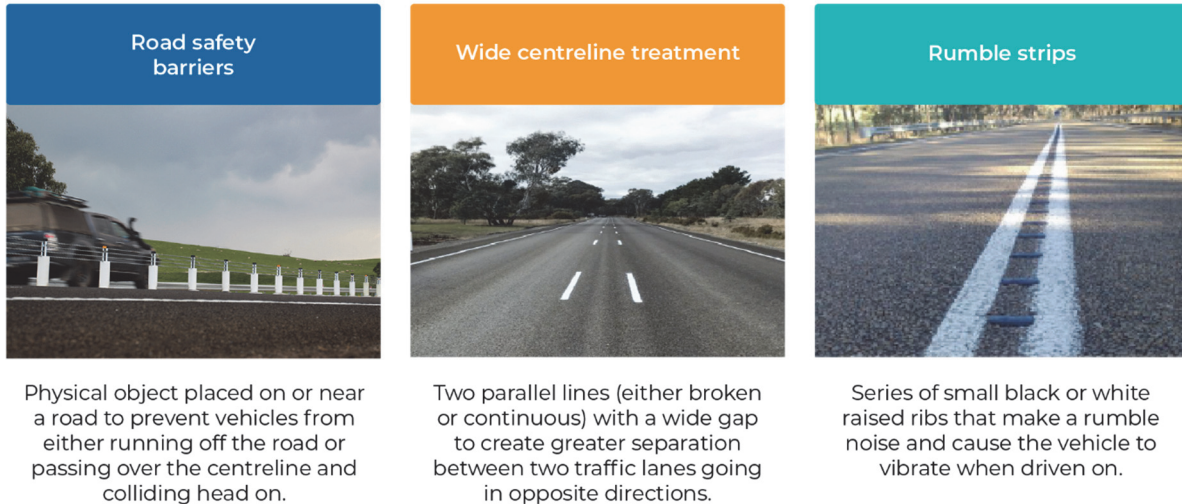 Road safety
barriers
Wide centreline treatment
Rumble strips
Physical object placed on or near
a road to prevent vehicles from
either running off the road or
passing over the centreline and
colliding head on.
Two parallel lines (either broken
or continuous) with a wide gap
to create greater separation
between two traffic lanes going
in opposite directions.
Series of small black or white
raised ribs that make a rumble
noise and cause the vehicle to
vibrate when driven on.